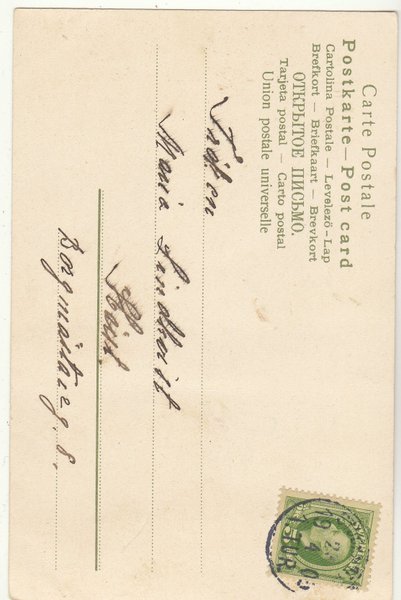 Carte Postale
Postkarte — Post card
Cartolina Postale — Levelező-Lap
Brefkort — Briefkaart — Brevkort
ОТКРЫТОЕ ПИСЬМО.
Tarjeta postal — Carto postal
Union postale universelle
Fröken
Maria Lindkvist
Borgmästareg. 8.